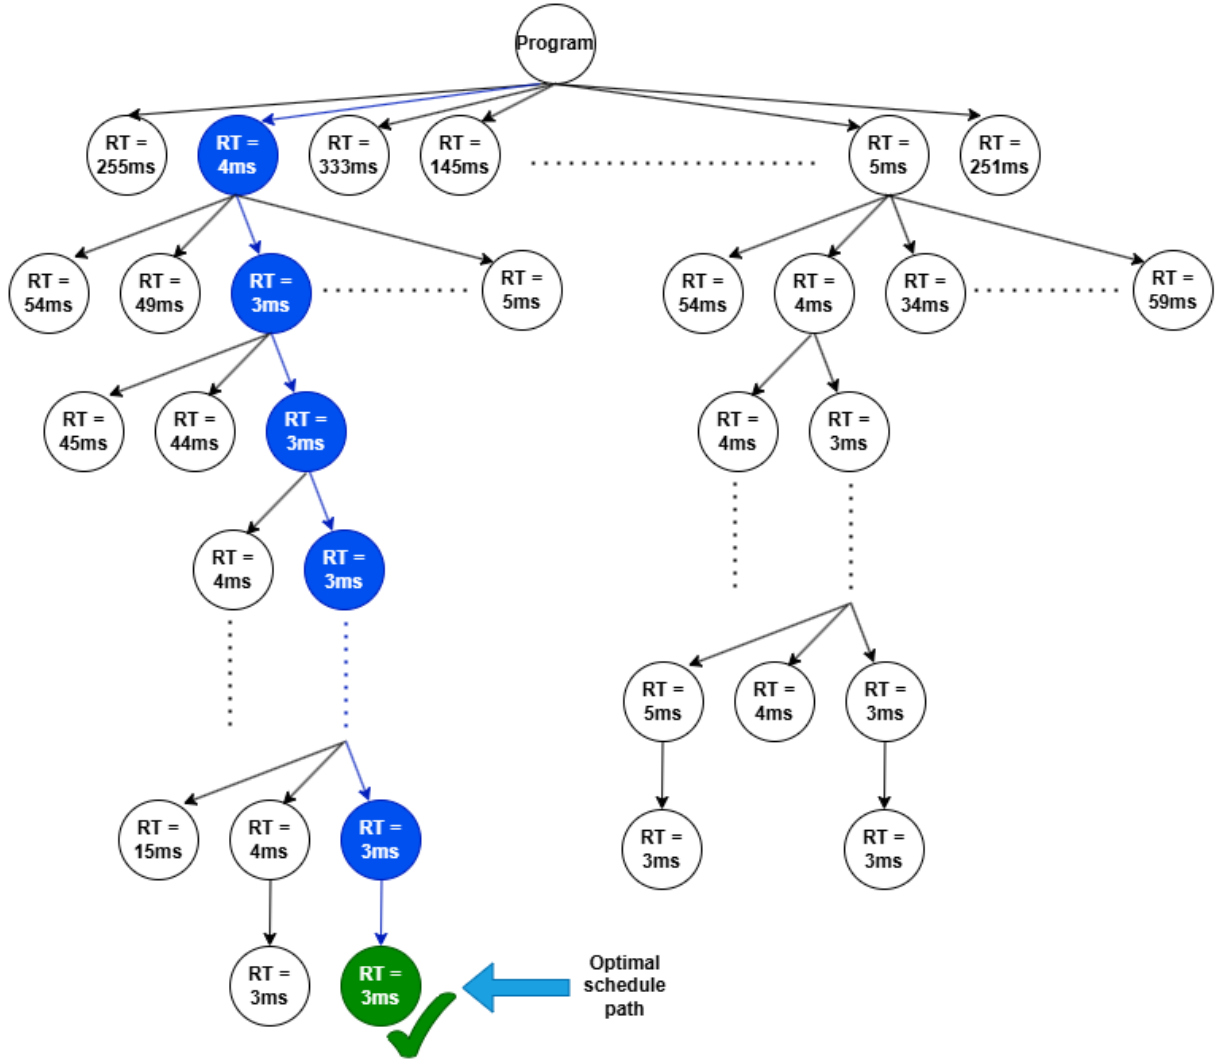 Program
RT =
255ms
RT =
4ms
RT =
333ms
RT =
145ms
RT =
5ms
RT =
251ms
RT =
54ms
RT =
49ms
RT =
3ms
RT =
5ms
RT =
54ms
RT =
4ms
RT =
34ms
RT =
59ms
RT =
45ms
RT =
44ms
RT =
3ms
RT =
4ms
RT =
3ms
RT =
4ms
RT =
3ms
RT =
5ms
RT =
4ms
RT =
3ms
RT =
15ms
RT =
4ms
RT =
3ms
RT =
3ms
RT =
3ms
RT =
3ms
RT =
3ms
Optimal
schedule
path